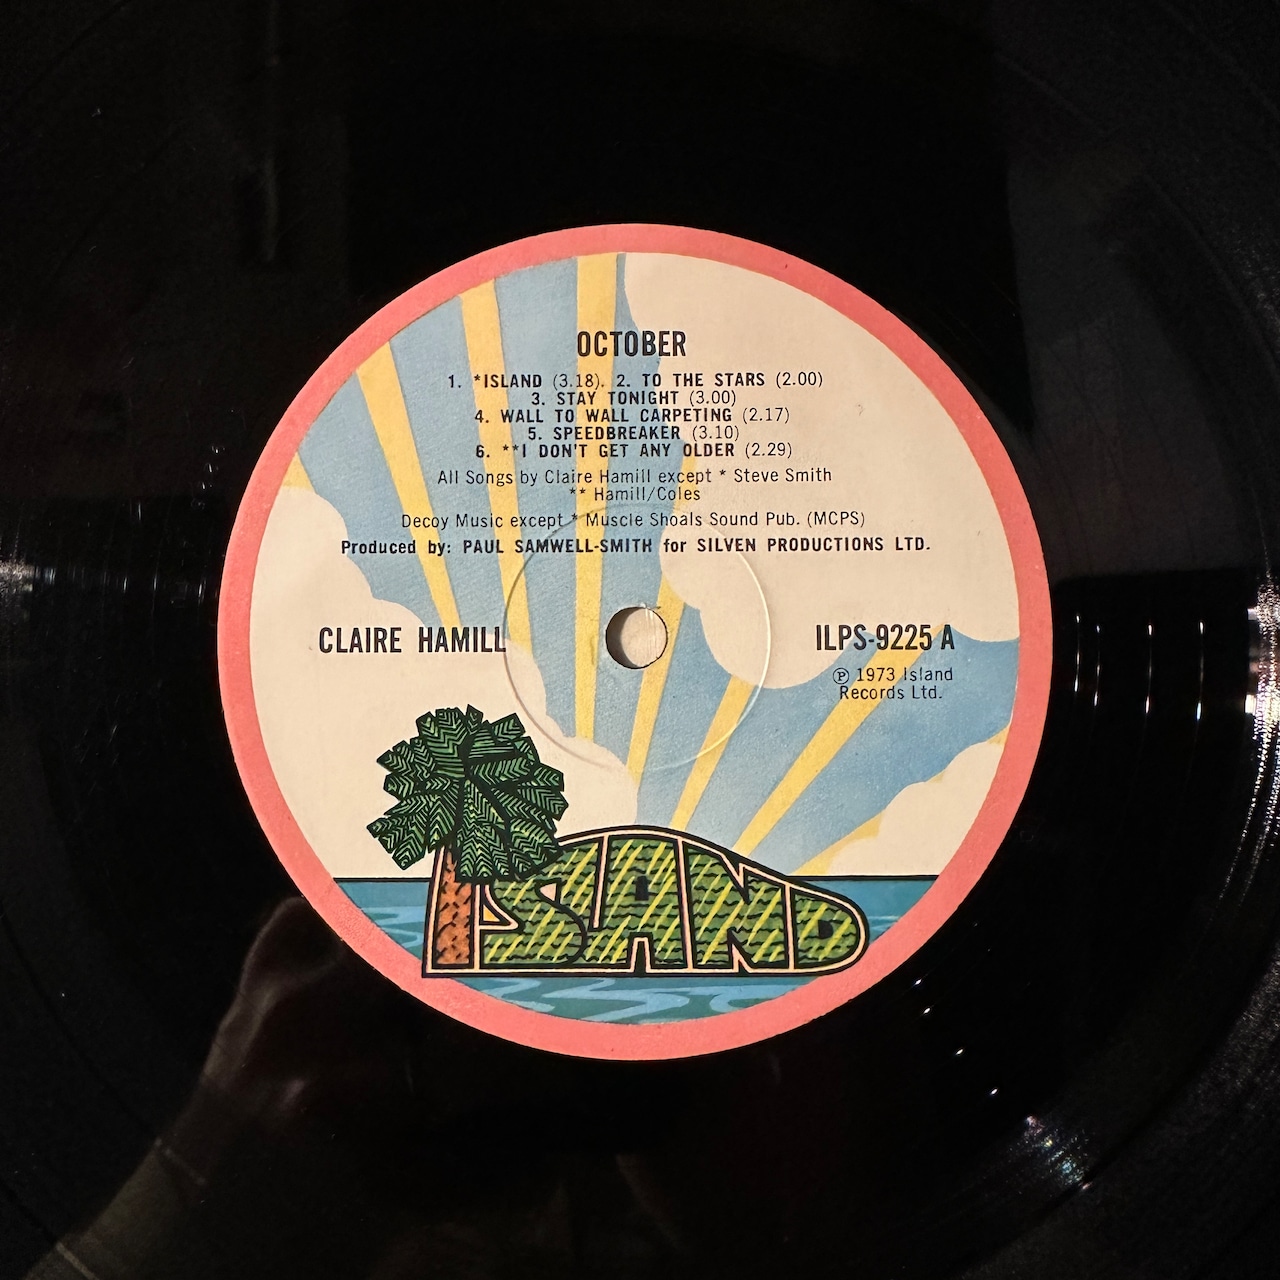 OCTOBER
1. *ISLAND (3.18). 2. TO THE STARS (2.00)
3. STAY TONIGHT (3.00)
4. WALL TO WALL CARPETING (2.17)
5. SPEEDBREAKER (3.10)
6. **I DON'T GET ANY OLDER (2.29)
All Songs by Claire Hamill except * Steve Smith
** Hamill/Coles
Decoy Music except * Muscle Shoals Sound Pub. (MCPS)
Produced by: PAUL SAMWELL-SMITH for SILVEN PRODUCTIONS LTD.
CLAIRE HAMILL
ILPS-9225 A
℗ 1973 Island
Records Ltd.
ISLAND